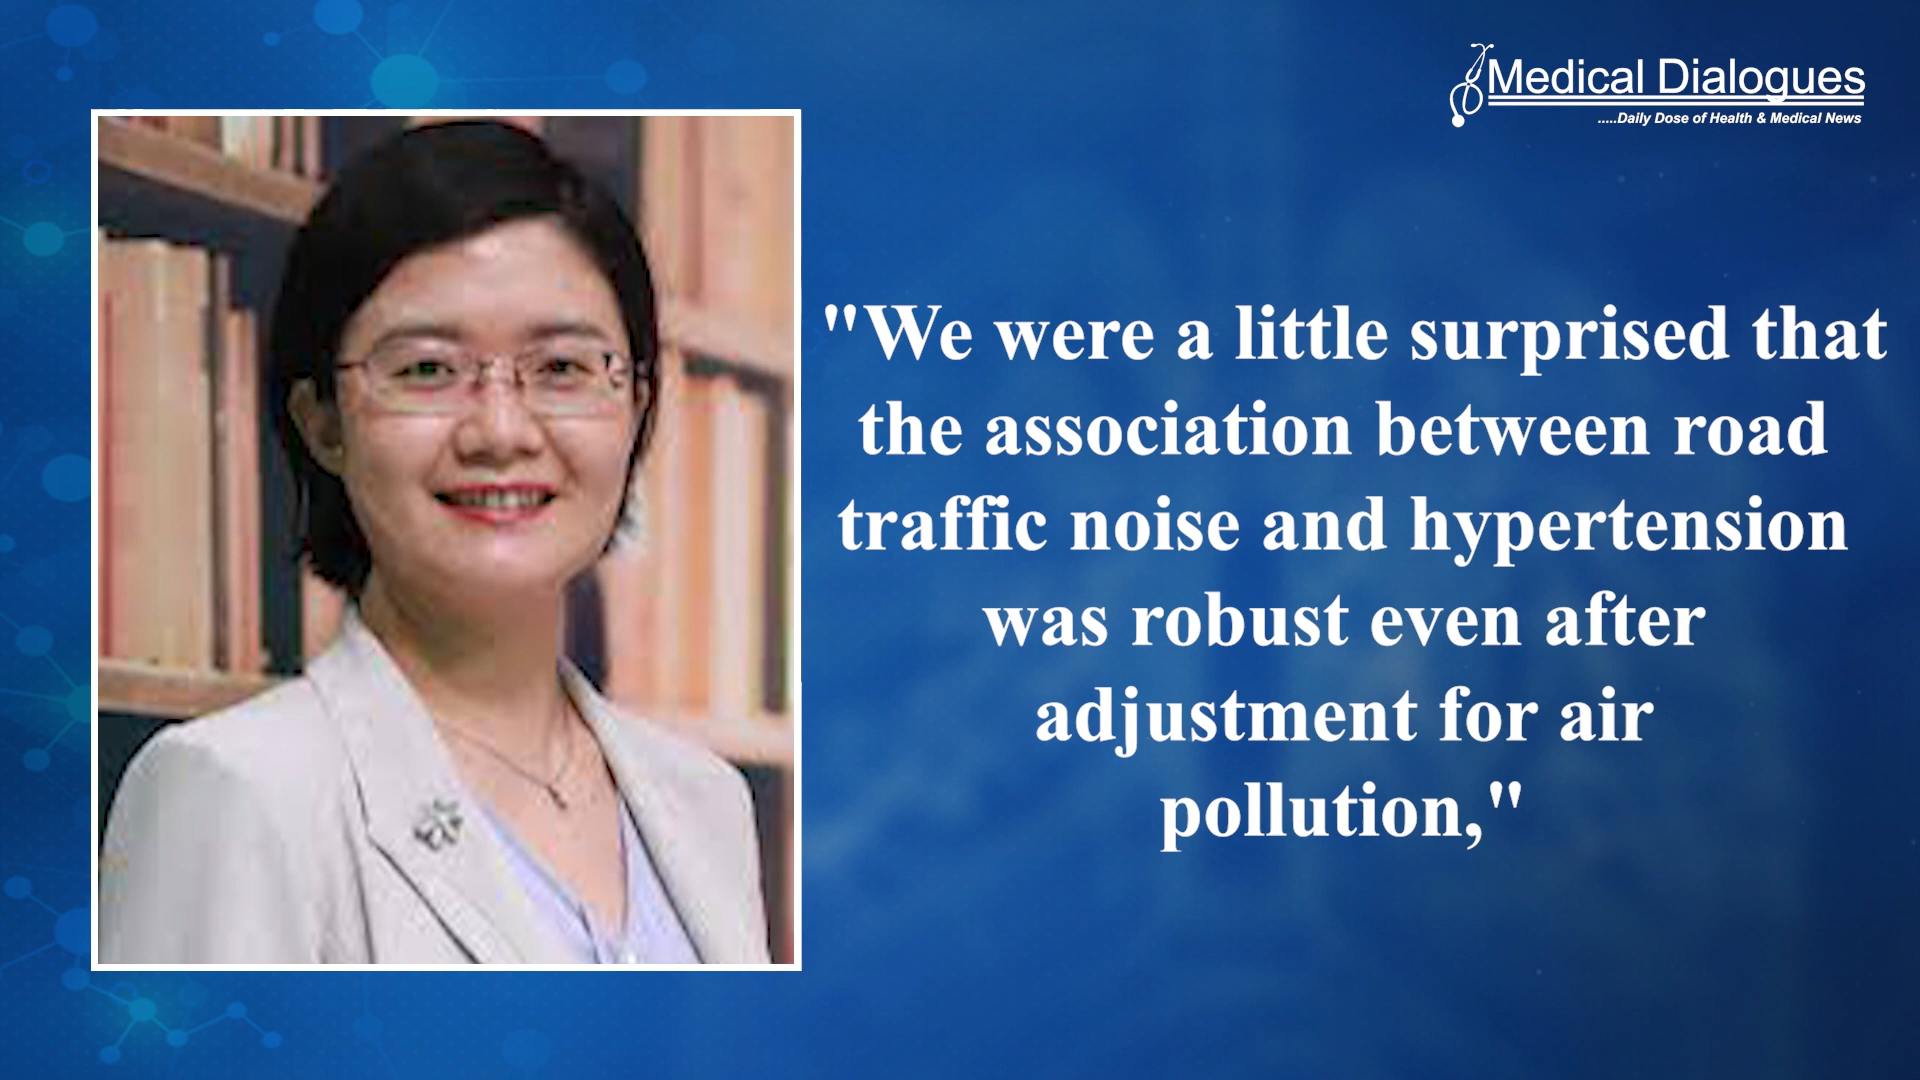 Medical Dialogues
.....Daily Dose of Health & Medical News
"We were a little surprised that
the association between road
traffic noise and hypertension
was robust even after
adjustment for air
pollution,"